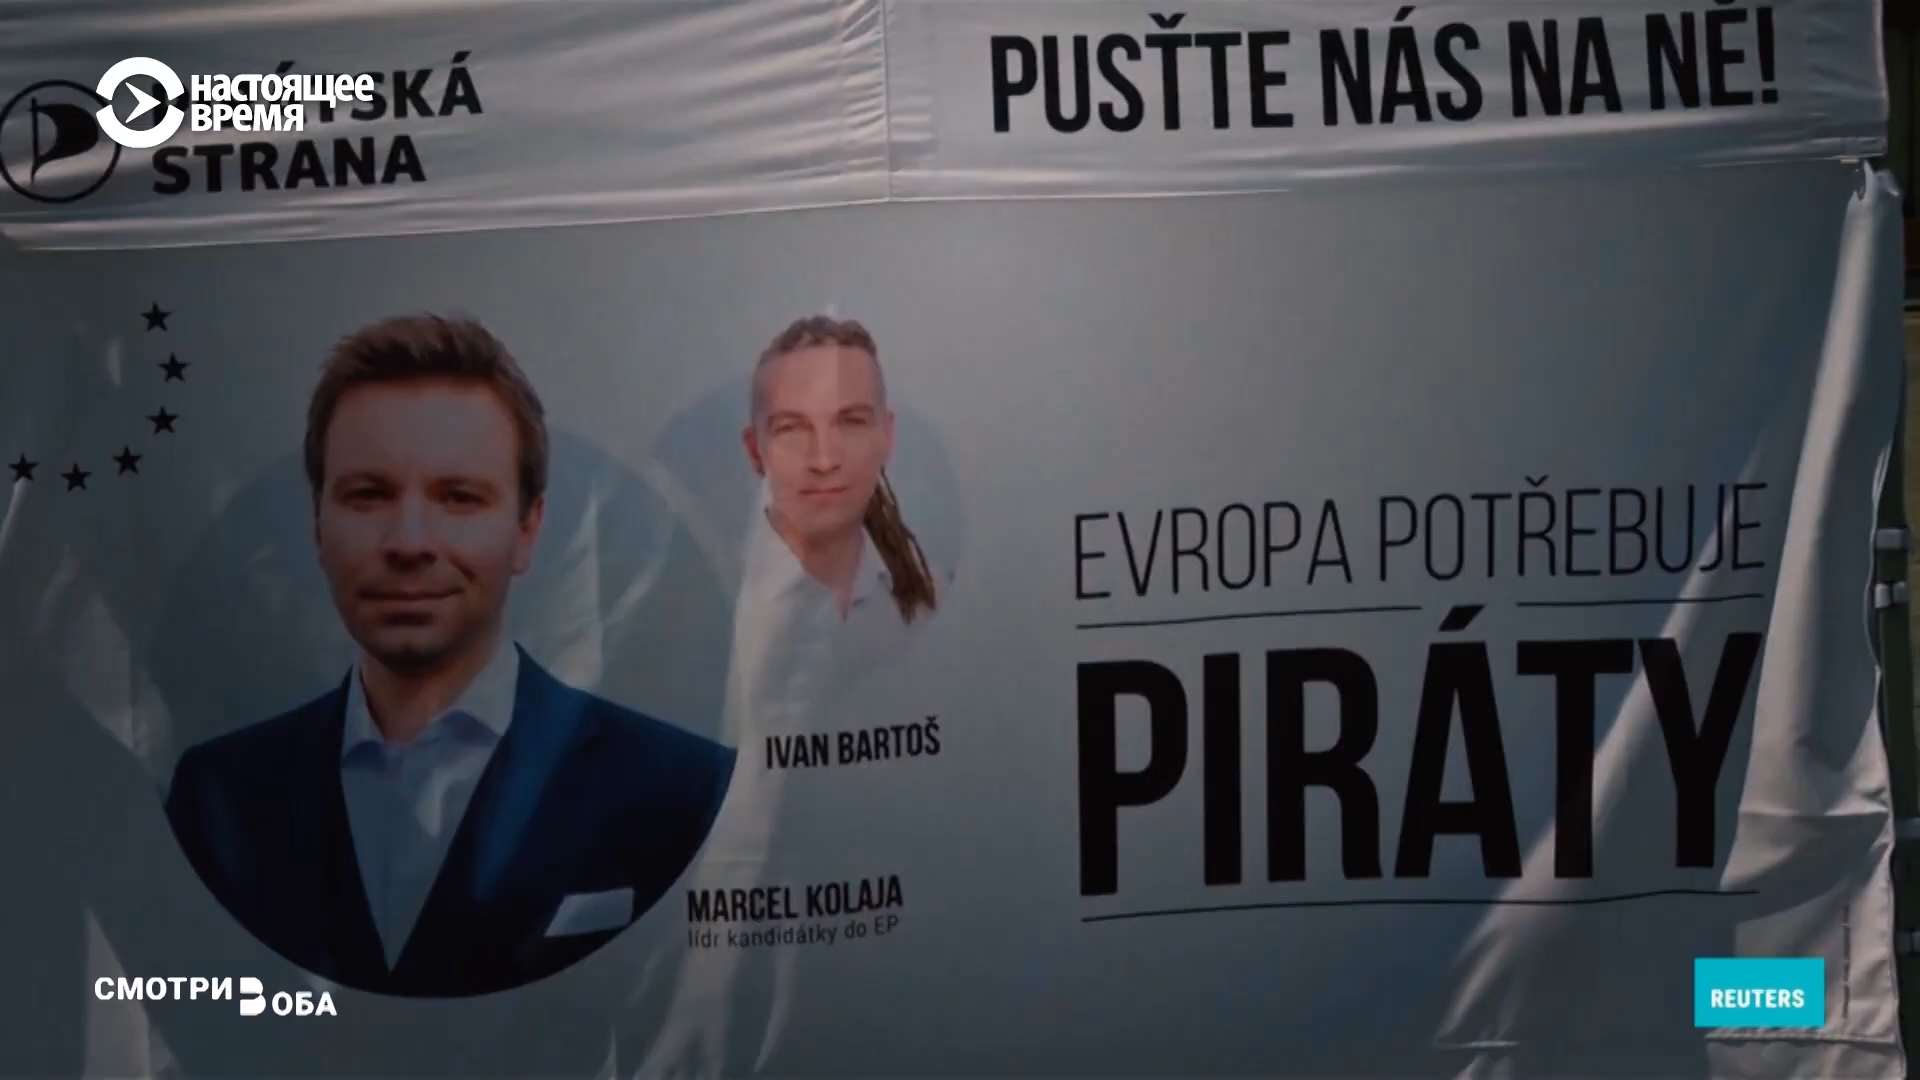 настоящее
время
SKÁ
STRANA
PUSŤTE NÁS NA NĚ!
EVROPA POTŘEBUJE
PIRÁTY
IVAN BARTOŠ
MARCEL KOLAJA
lídr kandidátky do EP
СМОТРИ В ОБА
REUTERS